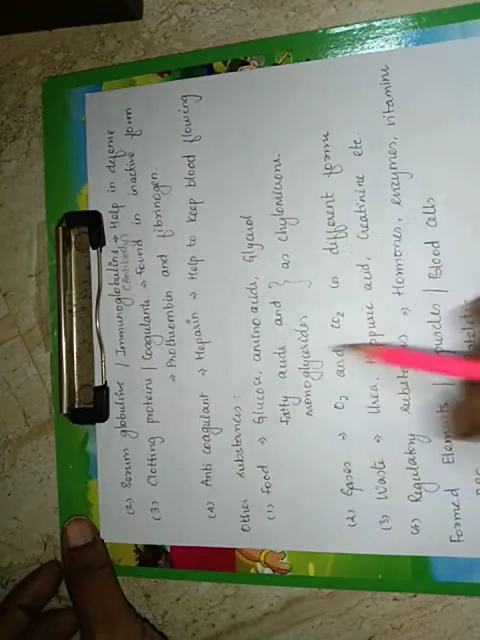 (2) Serum globulins / Immunoglobulins → Help in defense
(Antibody)
(3) Clotting proteins / Coagulants → found in inactive form
→ Prothrombin and fibrinogen.
(4) Anti coagulant → Heparin → Help to keep blood flowing
Other substances:
(1) Food → Glucose, amino acids, Glycerol
Fatty acids and } as chylomicrons.
monoglycerides
(2) Gases → O2 and CO2 in different forms
(3) Waste → Urea, acid, Creatinine etc.
(4) Regulatory → Hormones, enzymes, vitamins
Formed Elements / / Blood cells